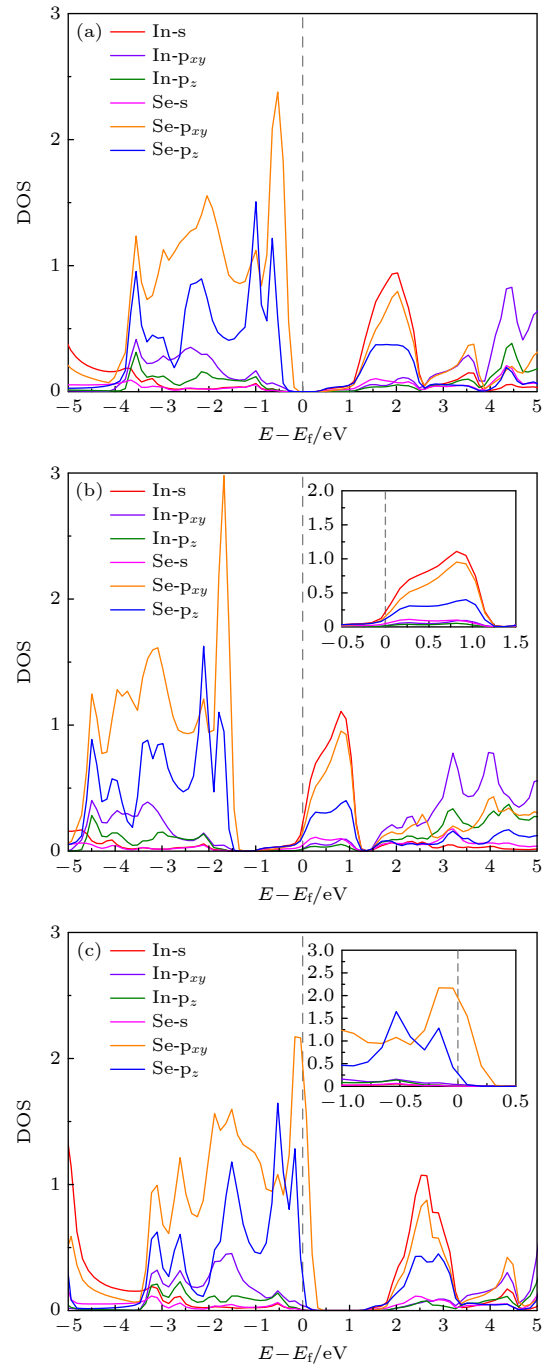 (a)
In-s
In-pxy
In-pz
Se-s
Se-pxy
Se-pz
3
2
1
0
DOS
−5 −4 −3 −2 −1 0 1 2 3 4 5
E−Ef/eV
(b)
In-s
In-pxy
In-pz
Se-s
Se-pxy
Se-pz
3
2
1
0
DOS
2.0
1.5
1.0
0.5
0
−0.5 0 0.5 1.0 1.5
−5 −4 −3 −2 −1 0 1 2 3 4 5
E−Ef/eV
(c)
In-s
In-pxy
In-pz
Se-s
Se-pxy
Se-pz
3
2
1
0
DOS
3.0
2.5
2.0
1.5
1.0
0.5
0
−1.0 −0.5 0 0.5
−5 −4 −3 −2 −1 0 1 2 3 4 5
E−Ef/eV